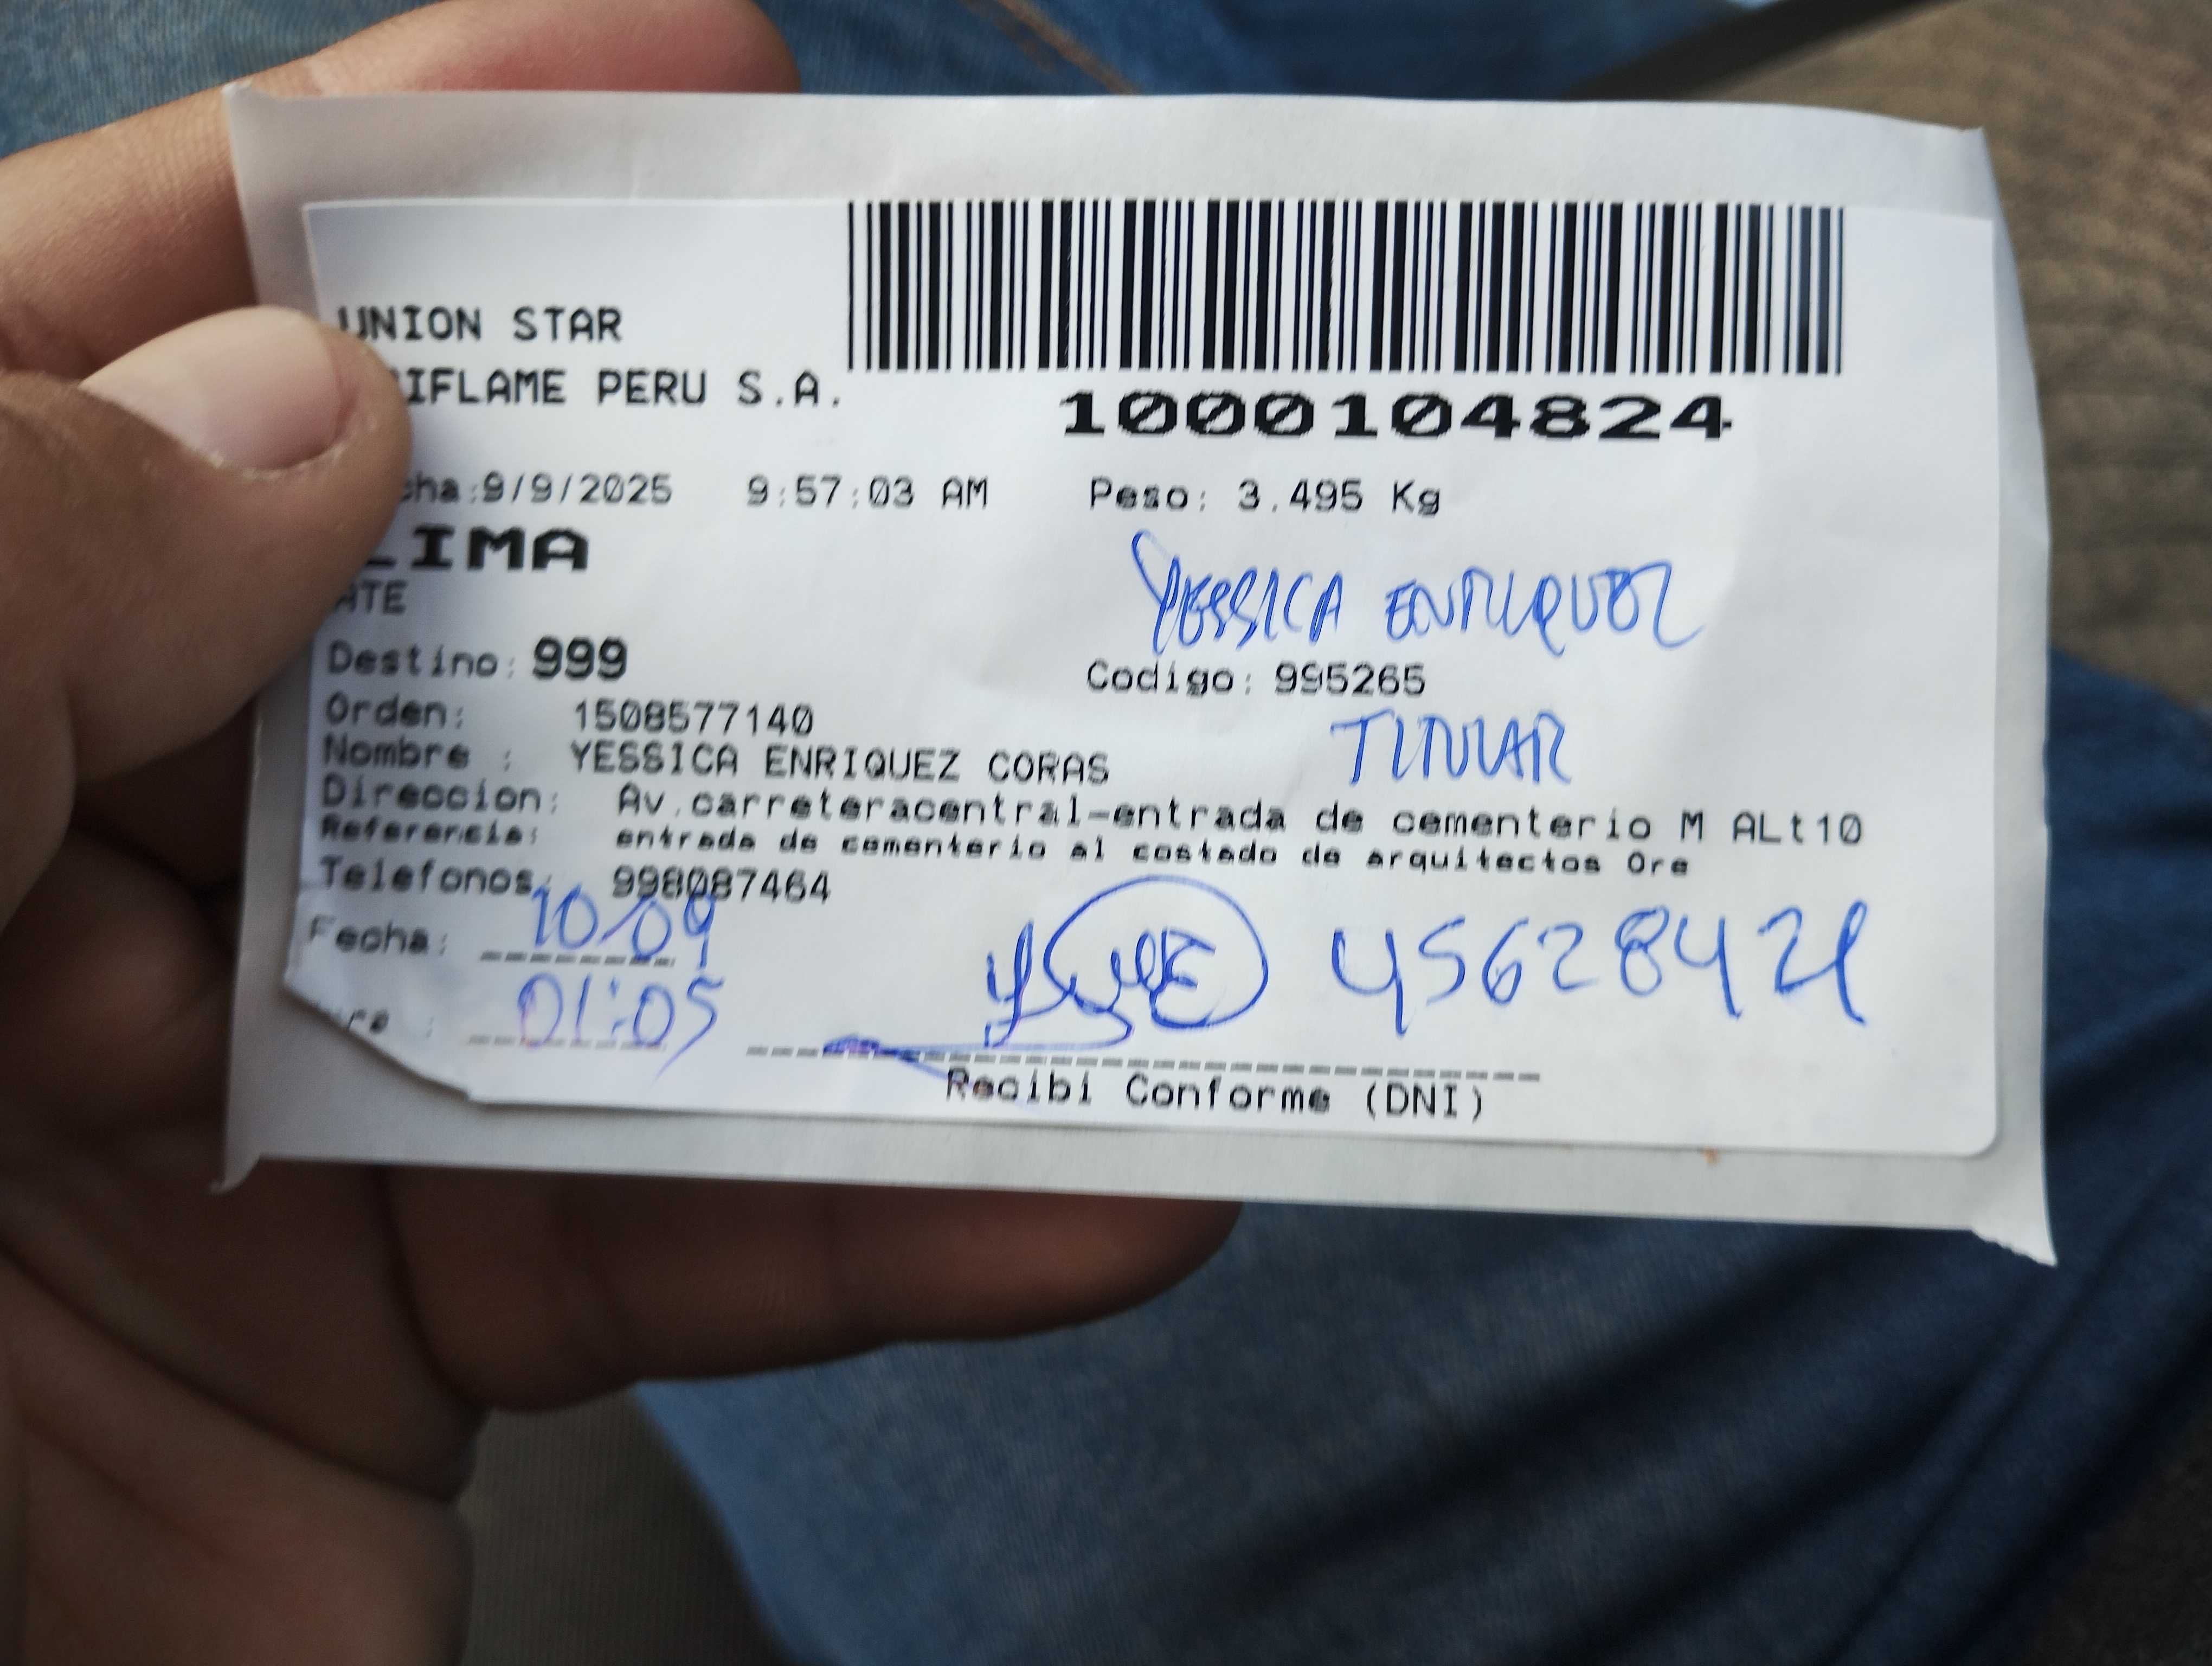 UNION STAR
IFLAME PERU S.A.
1000104824
cha:9/9/2025 9:57:03 AM Peso: 3.495 Kg
LIMA
ATE
YESSICA ENRIQUEZ
Destino: 999 Codigo: 995265
Orden: 1508577140
TITULAR
Nombre : YESSICA ENRIQUEZ CORAS
Direccion: Av.carreteracentral-entrada de cementerio M ALt10
Referencia: entrada de cementerio al costado de arquitectos Ore
Telefonos: 998087464
Fecha: 10/09
ra : 01:05
Recibi Conforme (DNI)